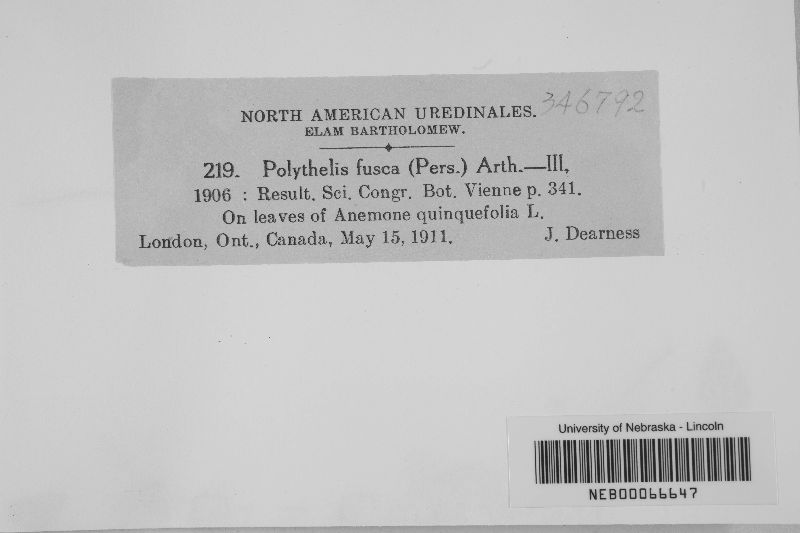 NORTH AMERICAN UREDINALES. 346792
ELAM BARTHOLOMEW.
219. Polythelis fusca (Pers.) Arth.—III,
1906 : Result. Sci. Congr. Bot. Vienne p. 341.
On leaves of Anemone quinquefolia L.
London, Ont., Canada, May 15, 1911. J. Dearness
University of Nebraska - Lincoln
NEB00066647